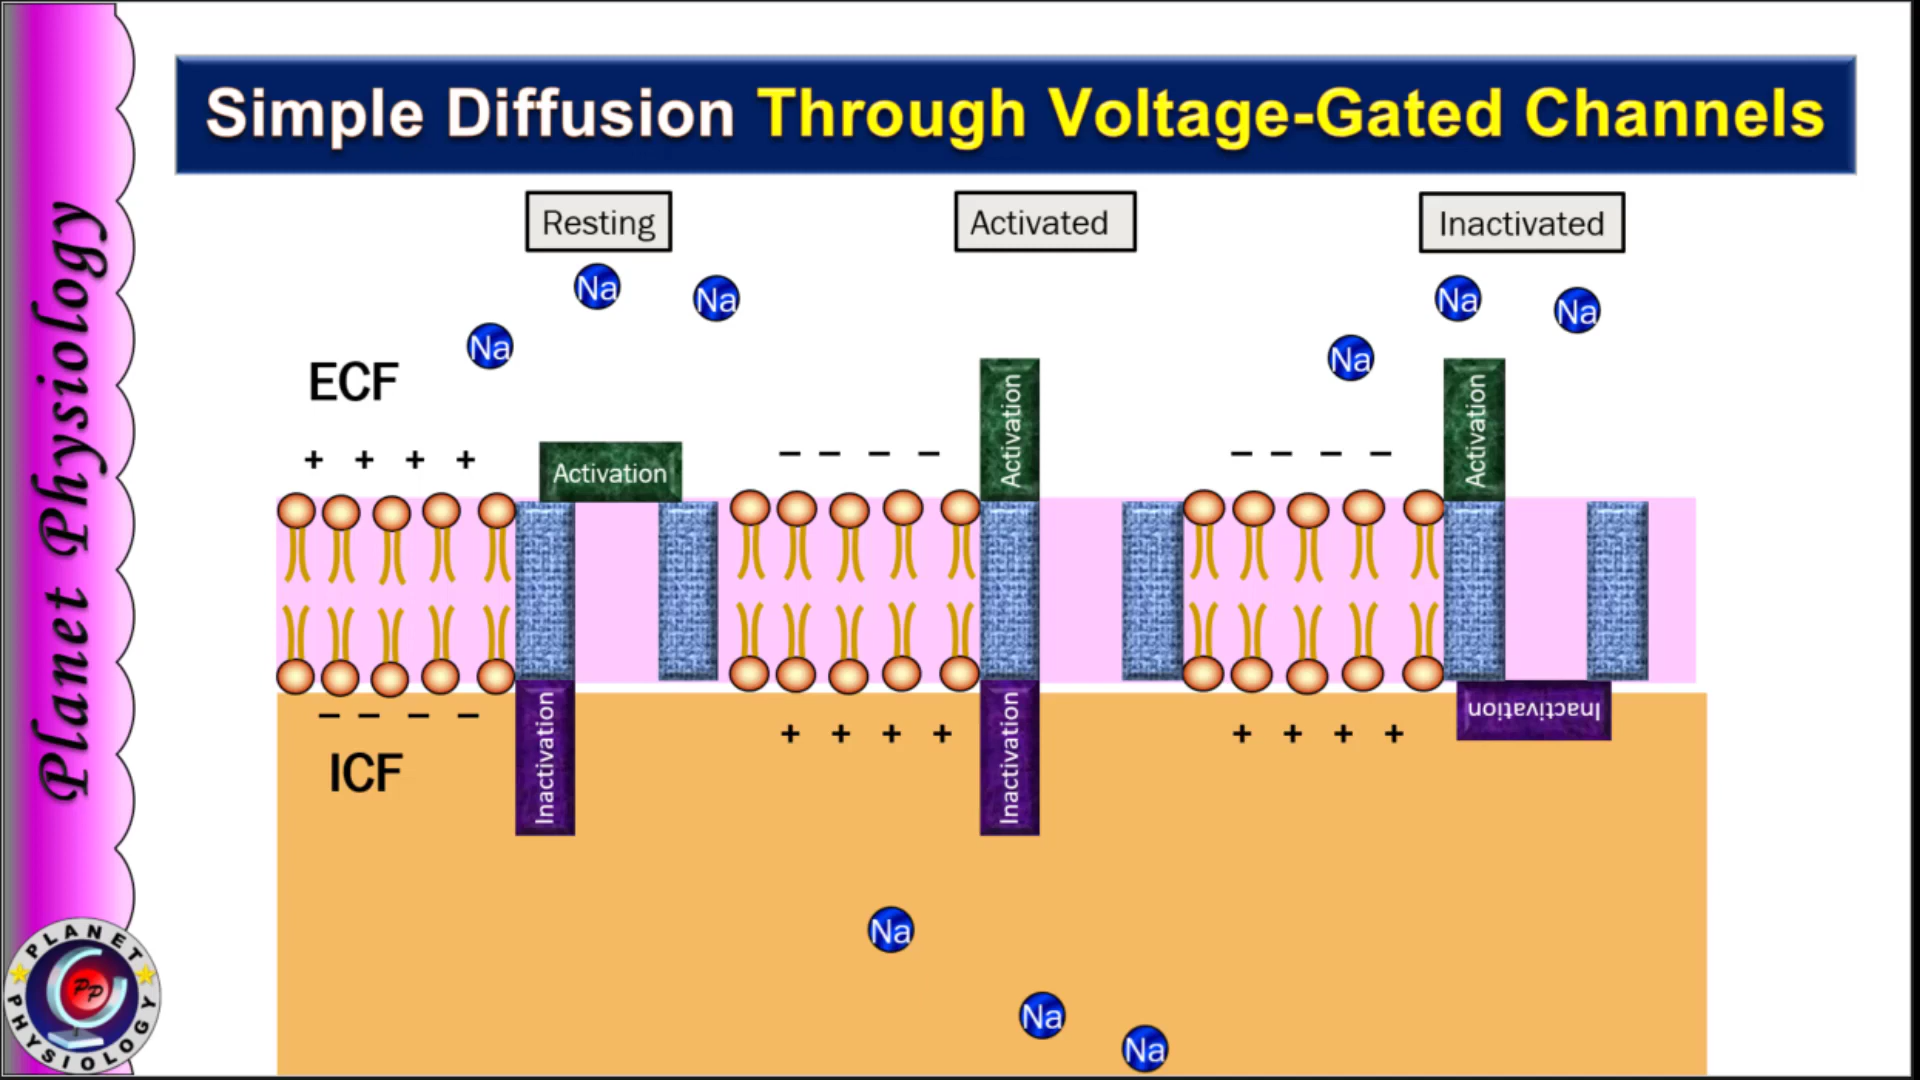 Simple Diffusion Through Voltage-Gated Channels
Planet Physiology
Resting
Activated
Inactivated
Na
Na
Na
Na
Na
Na
ECF
+ + + +
Activation
– – – –
Activation
– – – –
Activation
– – – –
ICF
Inactivation
+ + + +
Inactivation
+ + + +
Inactivation
Na
Na
Na
PLANET
PP
PHYSIOLOGY